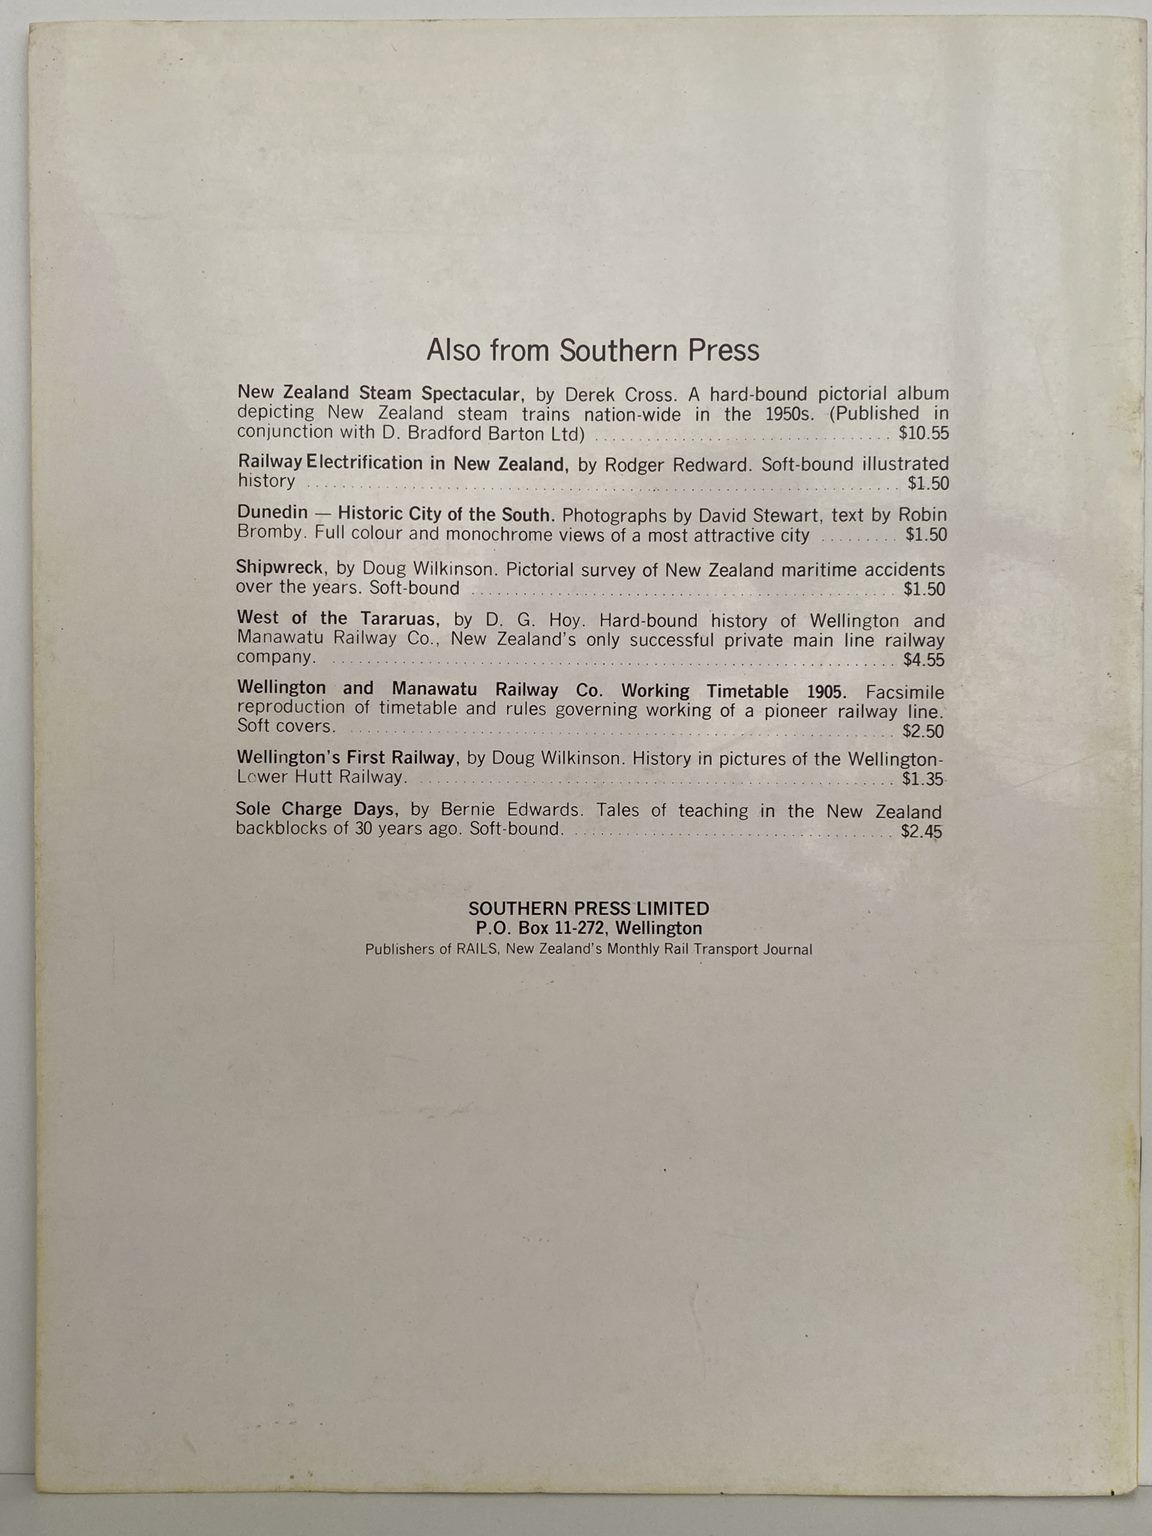 Also from Southern Press
New Zealand Steam Spectacular, by Derek Cross. A hard-bound pictorial album
depicting New Zealand steam trains nation-wide in the 1950s. (Published in
conjunction with D. Bradford Barton Ltd) . . . . . . . . . . . . . . . . . . . . . . . . . . . . . . . . $10.55
Railway Electrification in New Zealand, by Rodger Redward. Soft-bound illustrated
history . . . . . . . . . . . . . . . . . . . . . . . . . . . . . . . . . . . . . . . . . . . . . . . . . . . . . . . . . . . . . . . . $1.50
Dunedin — Historic City of the South. Photographs by David Stewart, text by Robin
Bromby. Full colour and monochrome views of a most attractive city . . . . . . . . . $1.50
Shipwreck, by Doug Wilkinson. Pictorial survey of New Zealand maritime accidents
over the years. Soft-bound . . . . . . . . . . . . . . . . . . . . . . . . . . . . . . . . . . . . . . . . . . . . . . $1.50
West of the Tararuas, by D. G. Hoy. Hard-bound history of Wellington and
Manawatu Railway Co., New Zealand's only successful private main line railway
company. . . . . . . . . . . . . . . . . . . . . . . . . . . . . . . . . . . . . . . . . . . . . . . . . . . . . . . . . . . . . . $4.55
Wellington and Manawatu Railway Co. Working Timetable 1905. Facsimile
reproduction of timetable and rules governing working of a pioneer railway line.
Soft covers. . . . . . . . . . . . . . . . . . . . . . . . . . . . . . . . . . . . . . . . . . . . . . . . . . . . . . . . . . . . $2.50
Wellington's First Railway, by Doug Wilkinson. History in pictures of the Wellington-
Lower Hutt Railway. . . . . . . . . . . . . . . . . . . . . . . . . . . . . . . . . . . . . . . . . . . . . . . . . . . . . $1.35
Sole Charge Days, by Bernie Edwards. Tales of teaching in the New Zealand
backblocks of 30 years ago. Soft-bound. . . . . . . . . . . . . . . . . . . . . . . . . . . . . . . . . . . . $2.45
SOUTHERN PRESS LIMITED
P.O. Box 11-272, Wellington
Publishers of RAILS, New Zealand's Monthly Rail Transport Journal